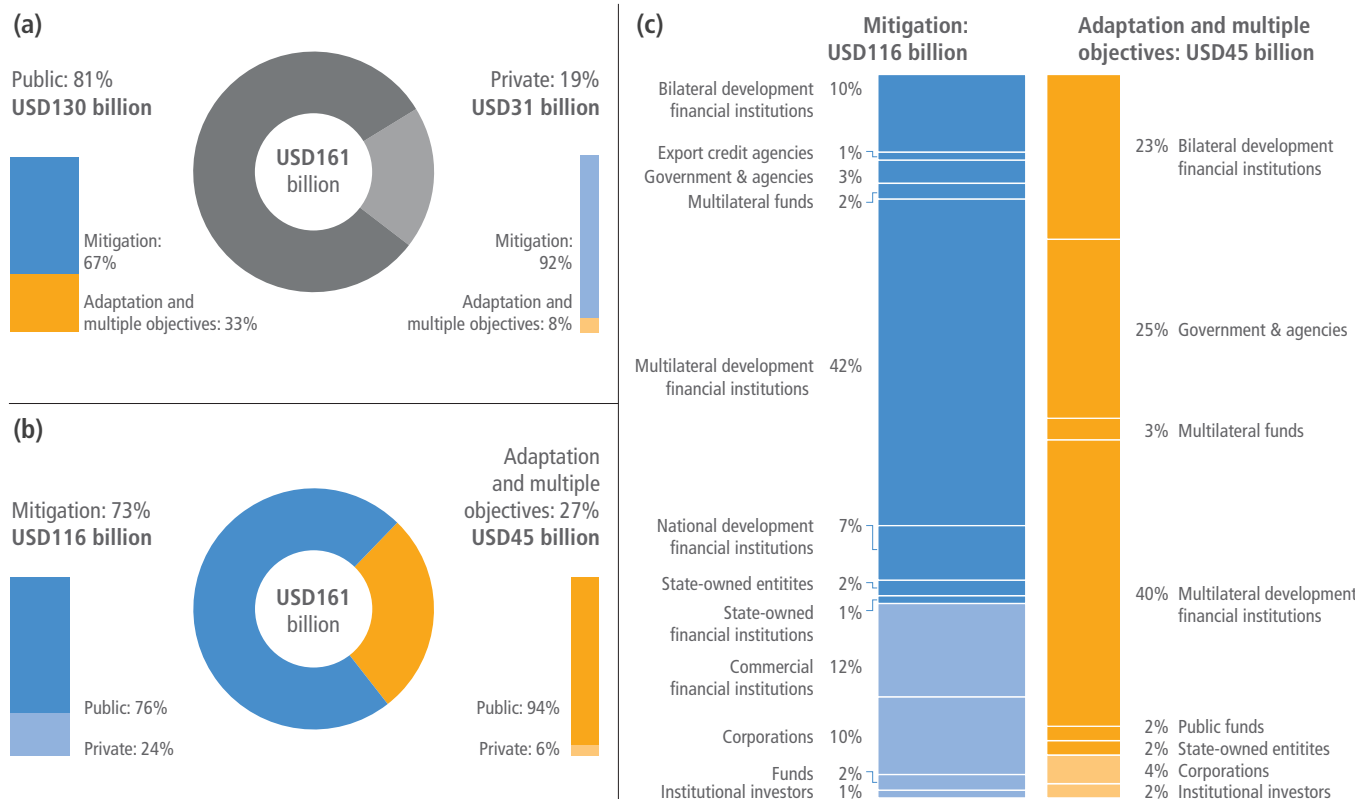 (a)
Public: 81%
USD130 billion
Private: 19%
USD31 billion
USD161
billion
Mitigation:
67%
Adaptation and
multiple objectives: 33%
Mitigation:
92%
Adaptation and
multiple objectives: 8%
(b)
Mitigation: 73%
USD116 billion
Adaptation
and multiple
objectives: 27%
USD45 billion
USD161
billion
Public: 76%
Private: 24%
Public: 94%
Private: 6%
(c)
Mitigation:
USD116 billion
Adaptation and multiple
objectives: USD45 billion
Bilateral development 10%
financial institutions
Export credit agencies 1%
Government & agencies 3%
Multilateral funds 2%
Multilateral development 42%
financial institutions
National development 7%
financial institutions
State-owned entitites 2%
State-owned 1%
financial institutions
Commercial 12%
financial institutions
Corporations 10%
Funds 2%
Institutional investors 1%
23% Bilateral development
financial institutions
25% Government & agencies
3% Multilateral funds
40% Multilateral development
financial institutions
2% Public funds
2% State-owned entitites
4% Corporations
2% Institutional investors